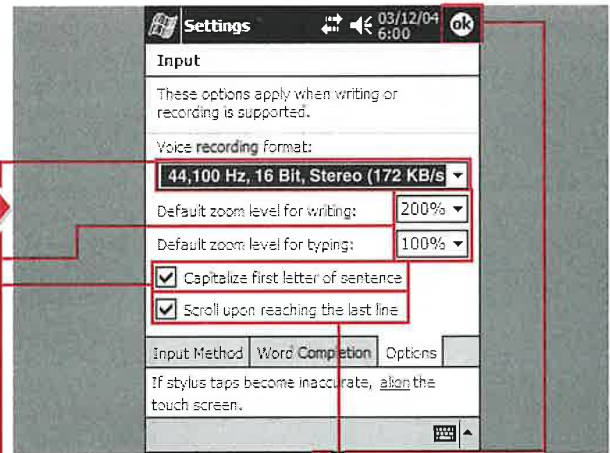 Settings
03/12/04
6:00
ok
Input
These options apply when writing or
recording is supported.
Voice recording format:
44,100 Hz, 16 Bit, Stereo (172 KB/s
Default zoom level for writing: 200%
Default zoom level for typing: 100%
Capitalize first letter of sentence
Scroll upon reaching the last line
Input Method Word Completion Options
If stylus taps become inaccurate, align the
touch screen.